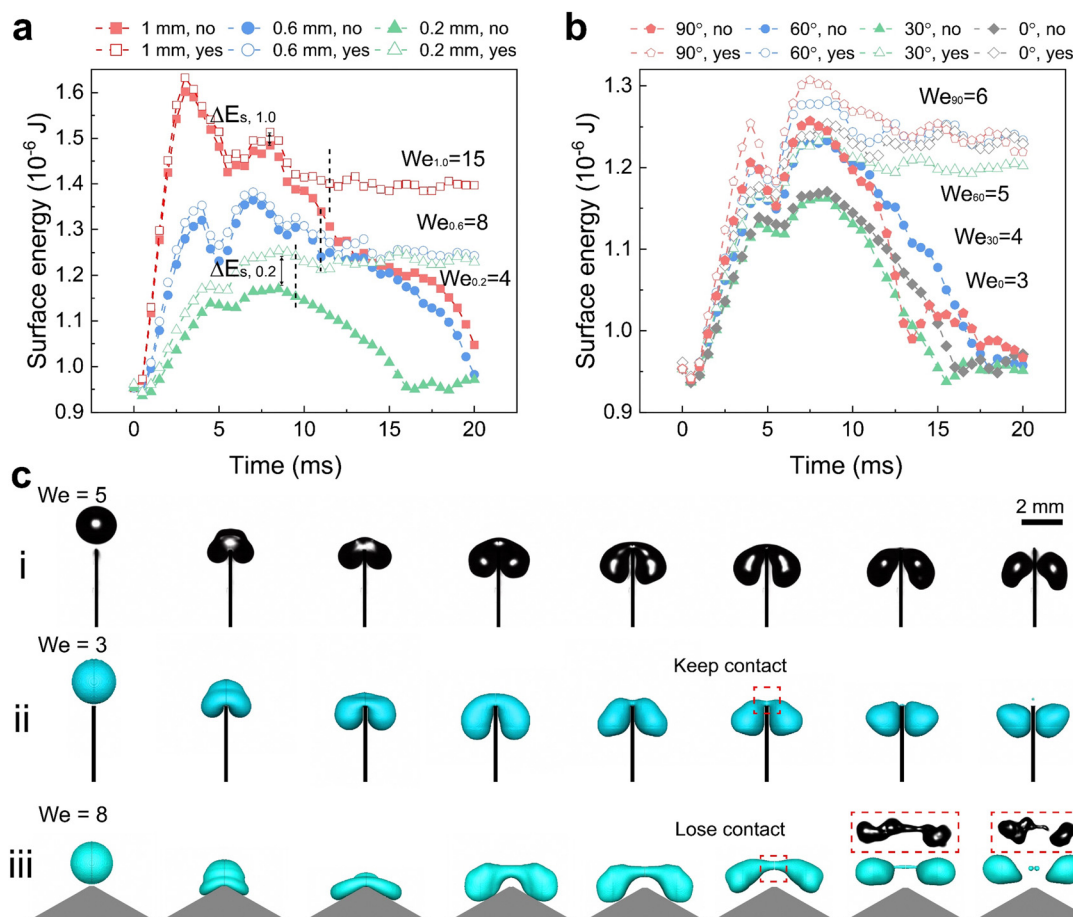 a
1 mm, no 0.6 mm, no 0.2 mm, no
1 mm, yes 0.6 mm, yes 0.2 mm, yes
Surface energy (10⁻⁶ J)
1.6
1.5
1.4
1.3
1.2
1.1
1.0
0.9
ΔEs, 1.0
We1.0=15
We0.6=8
ΔEs, 0.2
We0.2=4
0 5 10 15 20
Time (ms)
b
90°, no 60°, no 30°, no 0°, no
90°, yes 60°, yes 30°, yes 0°, yes
Surface energy (10⁻⁶ J)
1.3
1.2
1.1
1.0
0.9
We90=6
We60=5
We30=4
We0=3
0 5 10 15 20
Time (ms)
c
We = 5
2 mm
i
We = 3
Keep contact
ii
We = 8
Lose contact
iii